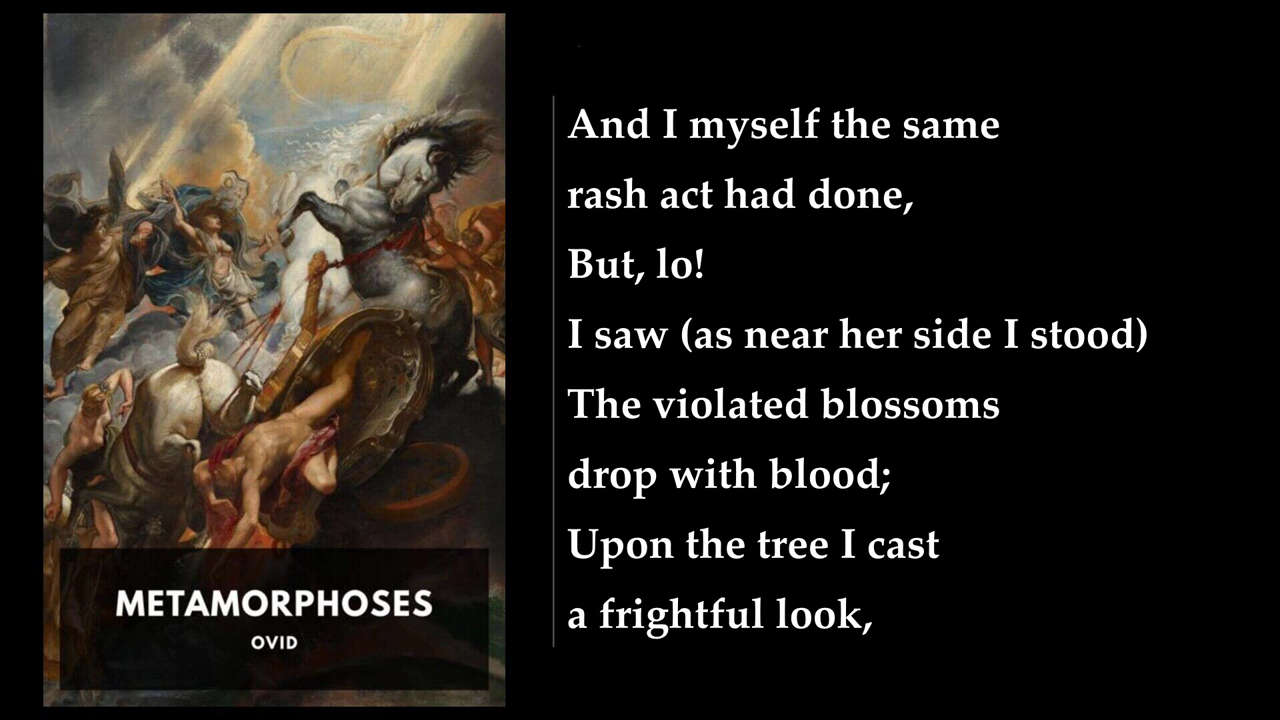 METAMORPHOSES
OVID
And I myself the same
rash act had done,
But, lo!
I saw (as near her side I stood)
The violated blossoms
drop with blood;
Upon the tree I cast
a frightful look,